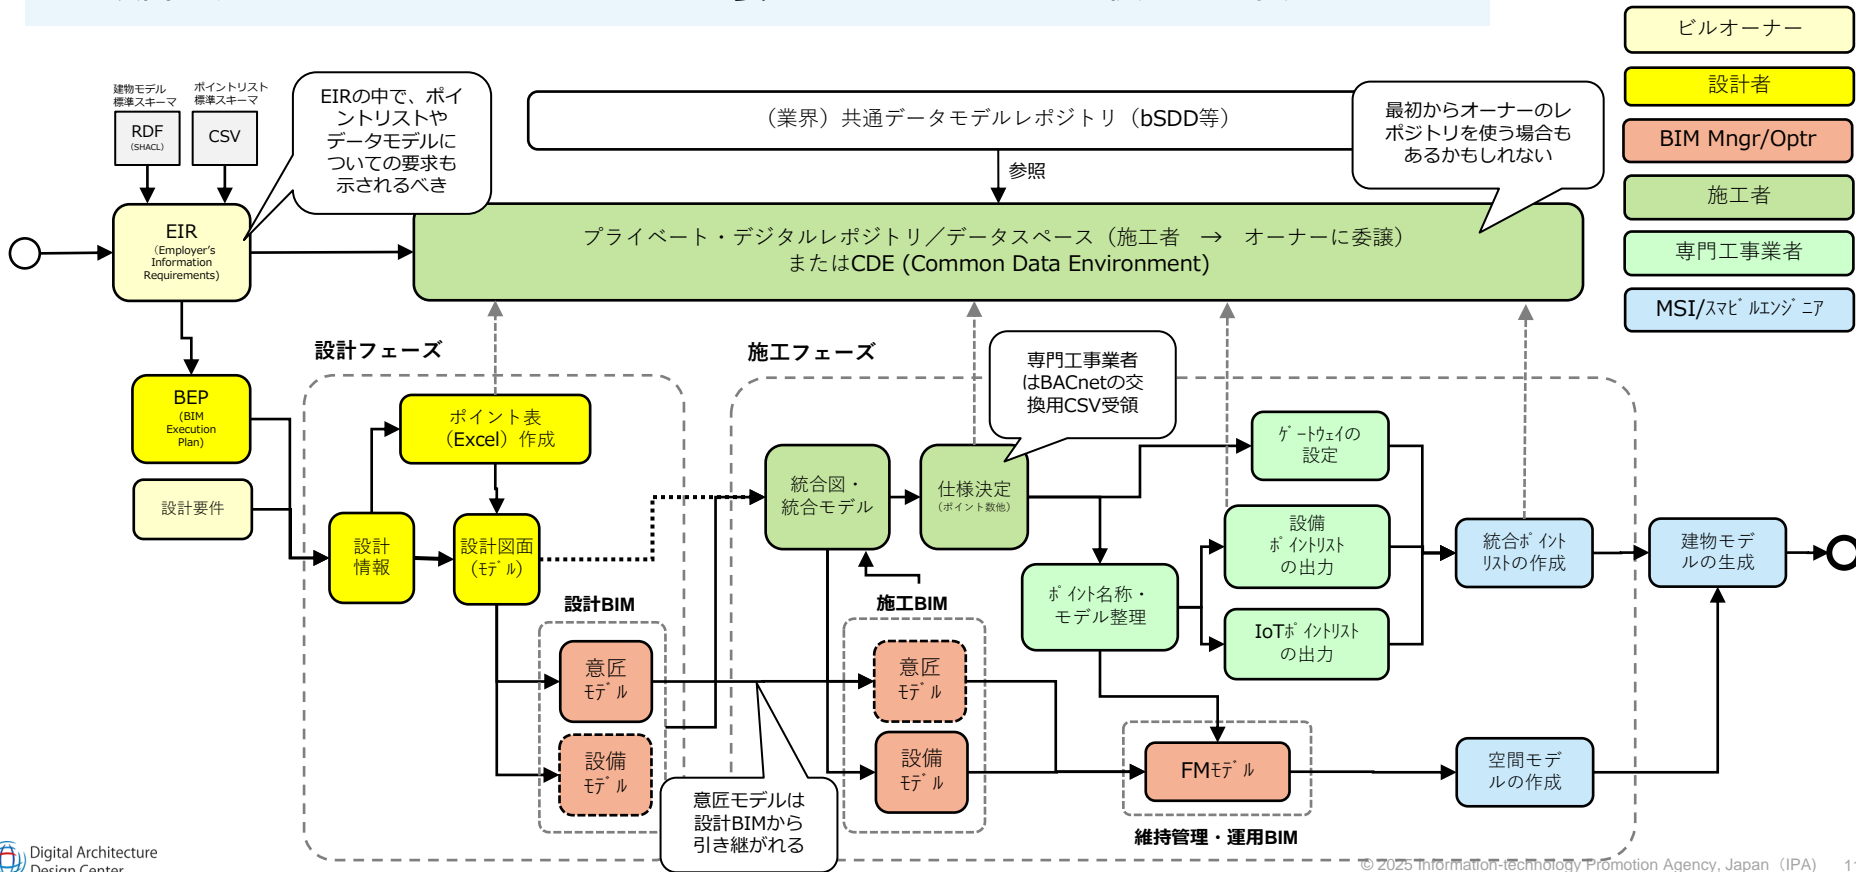 ビルオーナー
設計者
BIM Mngr/Optr
施工者
専門工事業者
MSI/スマビルエンジニア
建物モデル
標準スキーマ
ポイントリスト
標準スキーマ
RDF
(SHACL)
CSV
EIRの中で、ポイ
ントリストや
データモデルに
ついての要求も
示されるべき
（業界）共通データモデルレポジトリ（bSDD等）
最初からオーナーのレ
ポジトリを使う場合も
あるかもしれない
参照
EIR
（Employer's
Information
Requirements)
プライベート・デジタルレポジトリ／データスペース（施工者　→　オーナーに委譲）
またはCDE (Common Data Environment)
設計フェーズ
施工フェーズ
専門工事業者
はBACnetの交
換用CSV受領
BEP
(BIM
Execution
Plan)
設計要件
ポイント表
（Excel）作成
設計
情報
設計図面
(ﾓﾃﾞﾙ)
統合図・
統合モデル
仕様決定
(ポイント数他)
ｹﾞｰﾄｳｪｲの
設定
設備
ﾎﾟｲﾝﾄﾘｽﾄ
の出力
ﾎﾟｲﾝﾄ名称・
モデル整理
IoTﾎﾟｲﾝﾄﾘｽﾄ
の出力
統合ﾎﾟｲﾝﾄ
ﾘｽﾄの作成
建物モデ
ルの生成
設計BIM
意匠
ﾓﾃﾞﾙ
設備
ﾓﾃﾞﾙ
施工BIM
意匠
ﾓﾃﾞﾙ
設備
ﾓﾃﾞﾙ
FMﾓﾃﾞﾙ
維持管理・運用BIM
空間モデ
ルの作成
意匠モデルは
設計BIMから
引き継がれる
Digital Architecture
Design Center
© 2025 Information-technology Promotion Agency, Japan（IPA)